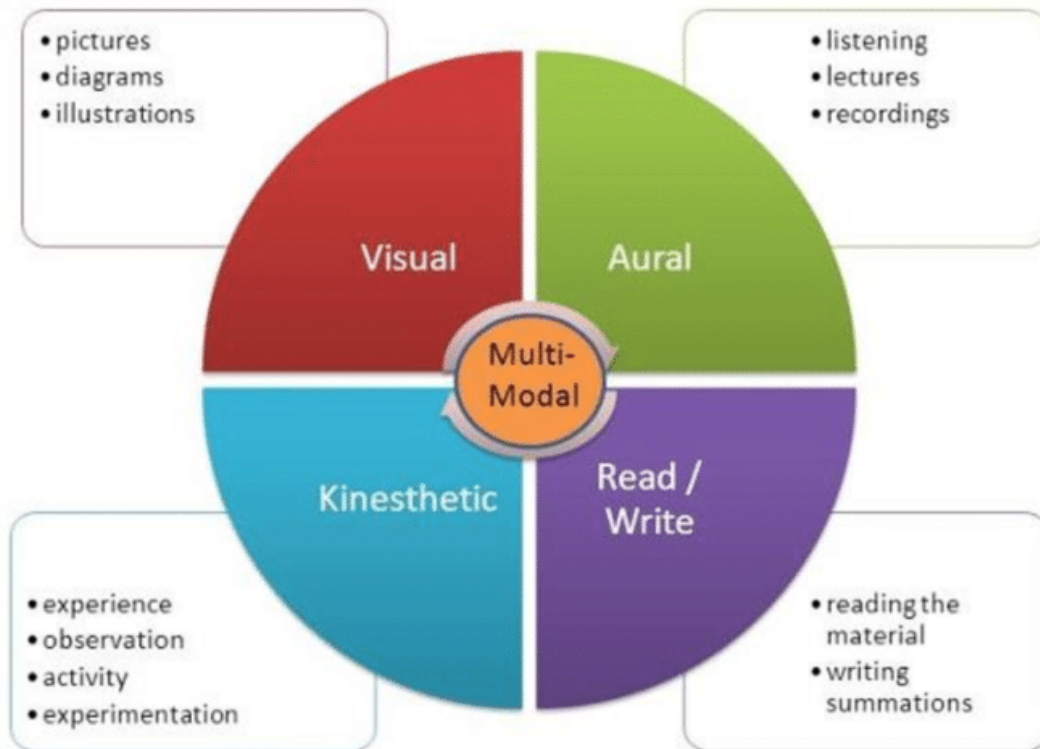 • pictures
• diagrams
• illustrations
• listening
• lectures
• recordings
Visual
Aural
Multi-
Modal
Kinesthetic
Read /
Write
• experience
• observation
• activity
• experimentation
• reading the
material
• writing
summations